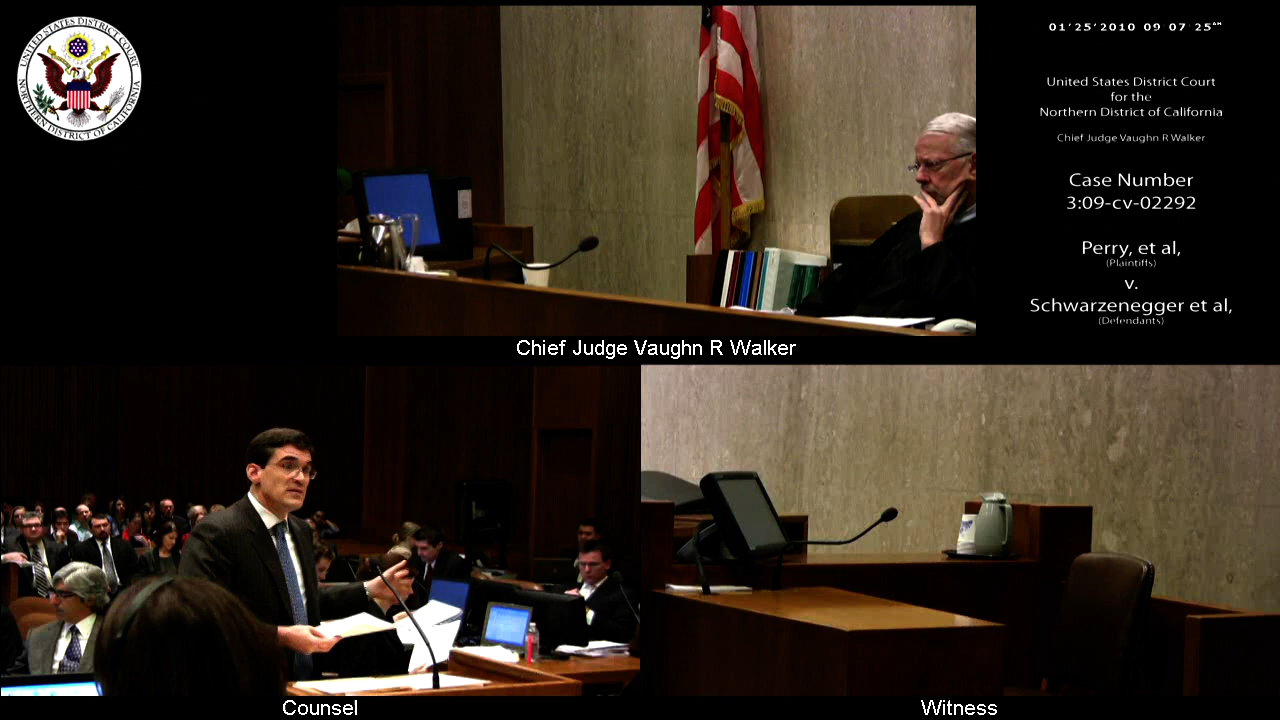 UNITED STATES DISTRICT COURT
NORTHERN DISTRICT OF CALIFORNIA
01'25'2010 09 07 25AM
United States District Court
for the
Northern District of California
Chief Judge Vaughn R Walker
Case Number
3:09-cv-02292
Perry, et al,
(Plaintiffs)
v.
Schwarzenegger et al,
(Defendants)
Chief Judge Vaughn R Walker
Counsel
Witness